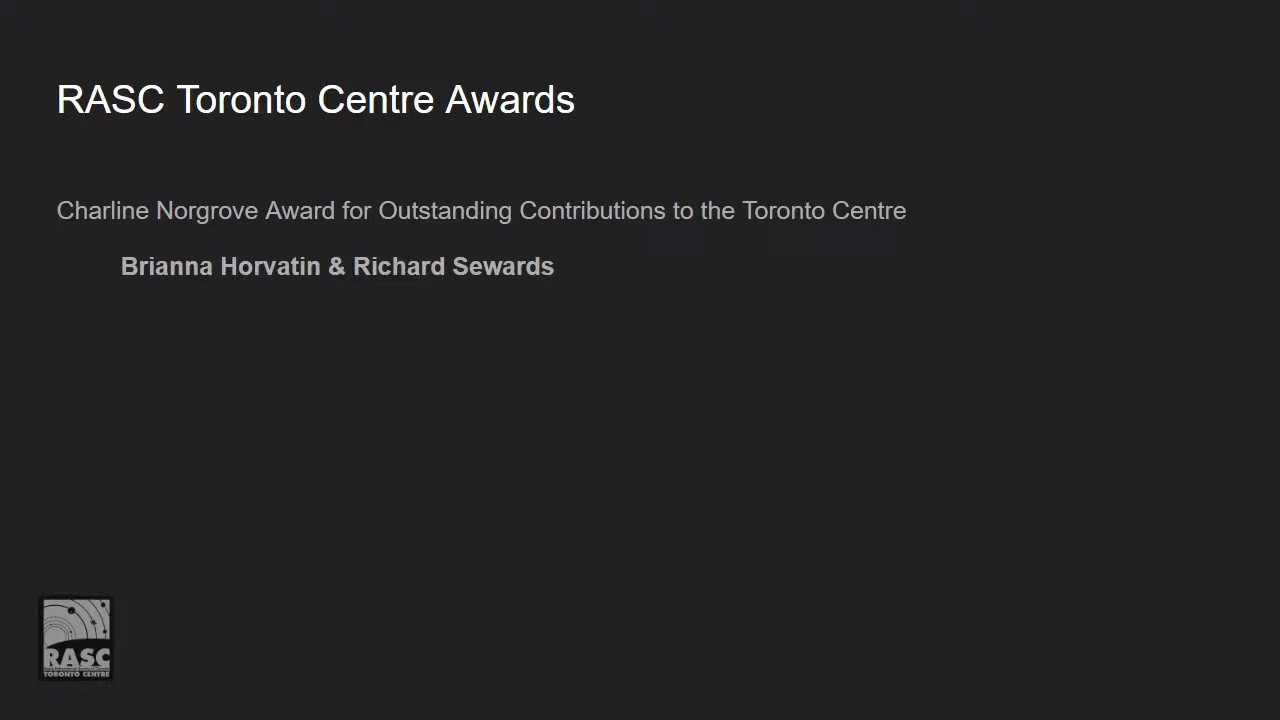 RASC Toronto Centre Awards
Charline Norgrove Award for Outstanding Contributions to the Toronto Centre
Brianna Horvatin & Richard Sewards
RASC
TORONTO CENTRE